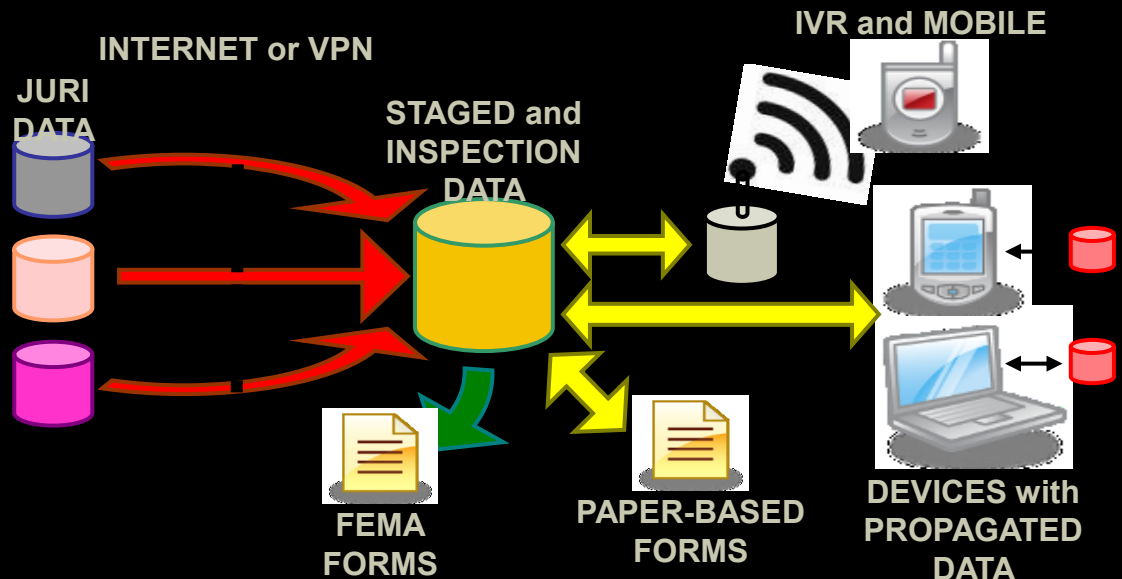 IVR and MOBILE
INTERNET or VPN
JURI
DATA
STAGED and
INSPECTION
DATA
FEMA
FORMS
PAPER-BASED
FORMS
DEVICES with
PROPAGATED
DATA